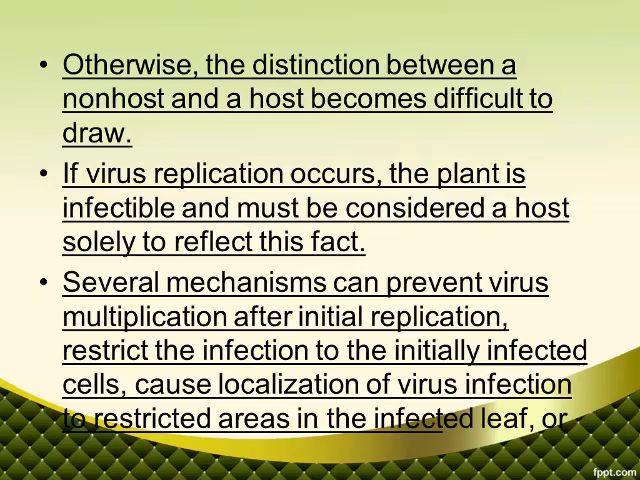 • Otherwise, the distinction between a
nonhost and a host becomes difficult to
draw.
• If virus replication occurs, the plant is
infectible and must be considered a host
solely to reflect this fact.
• Several mechanisms can prevent virus
multiplication after initial replication,
restrict the infection to the initially infected
cells, cause localization of virus infection
to restricted areas in the infected leaf, or
fppt.com